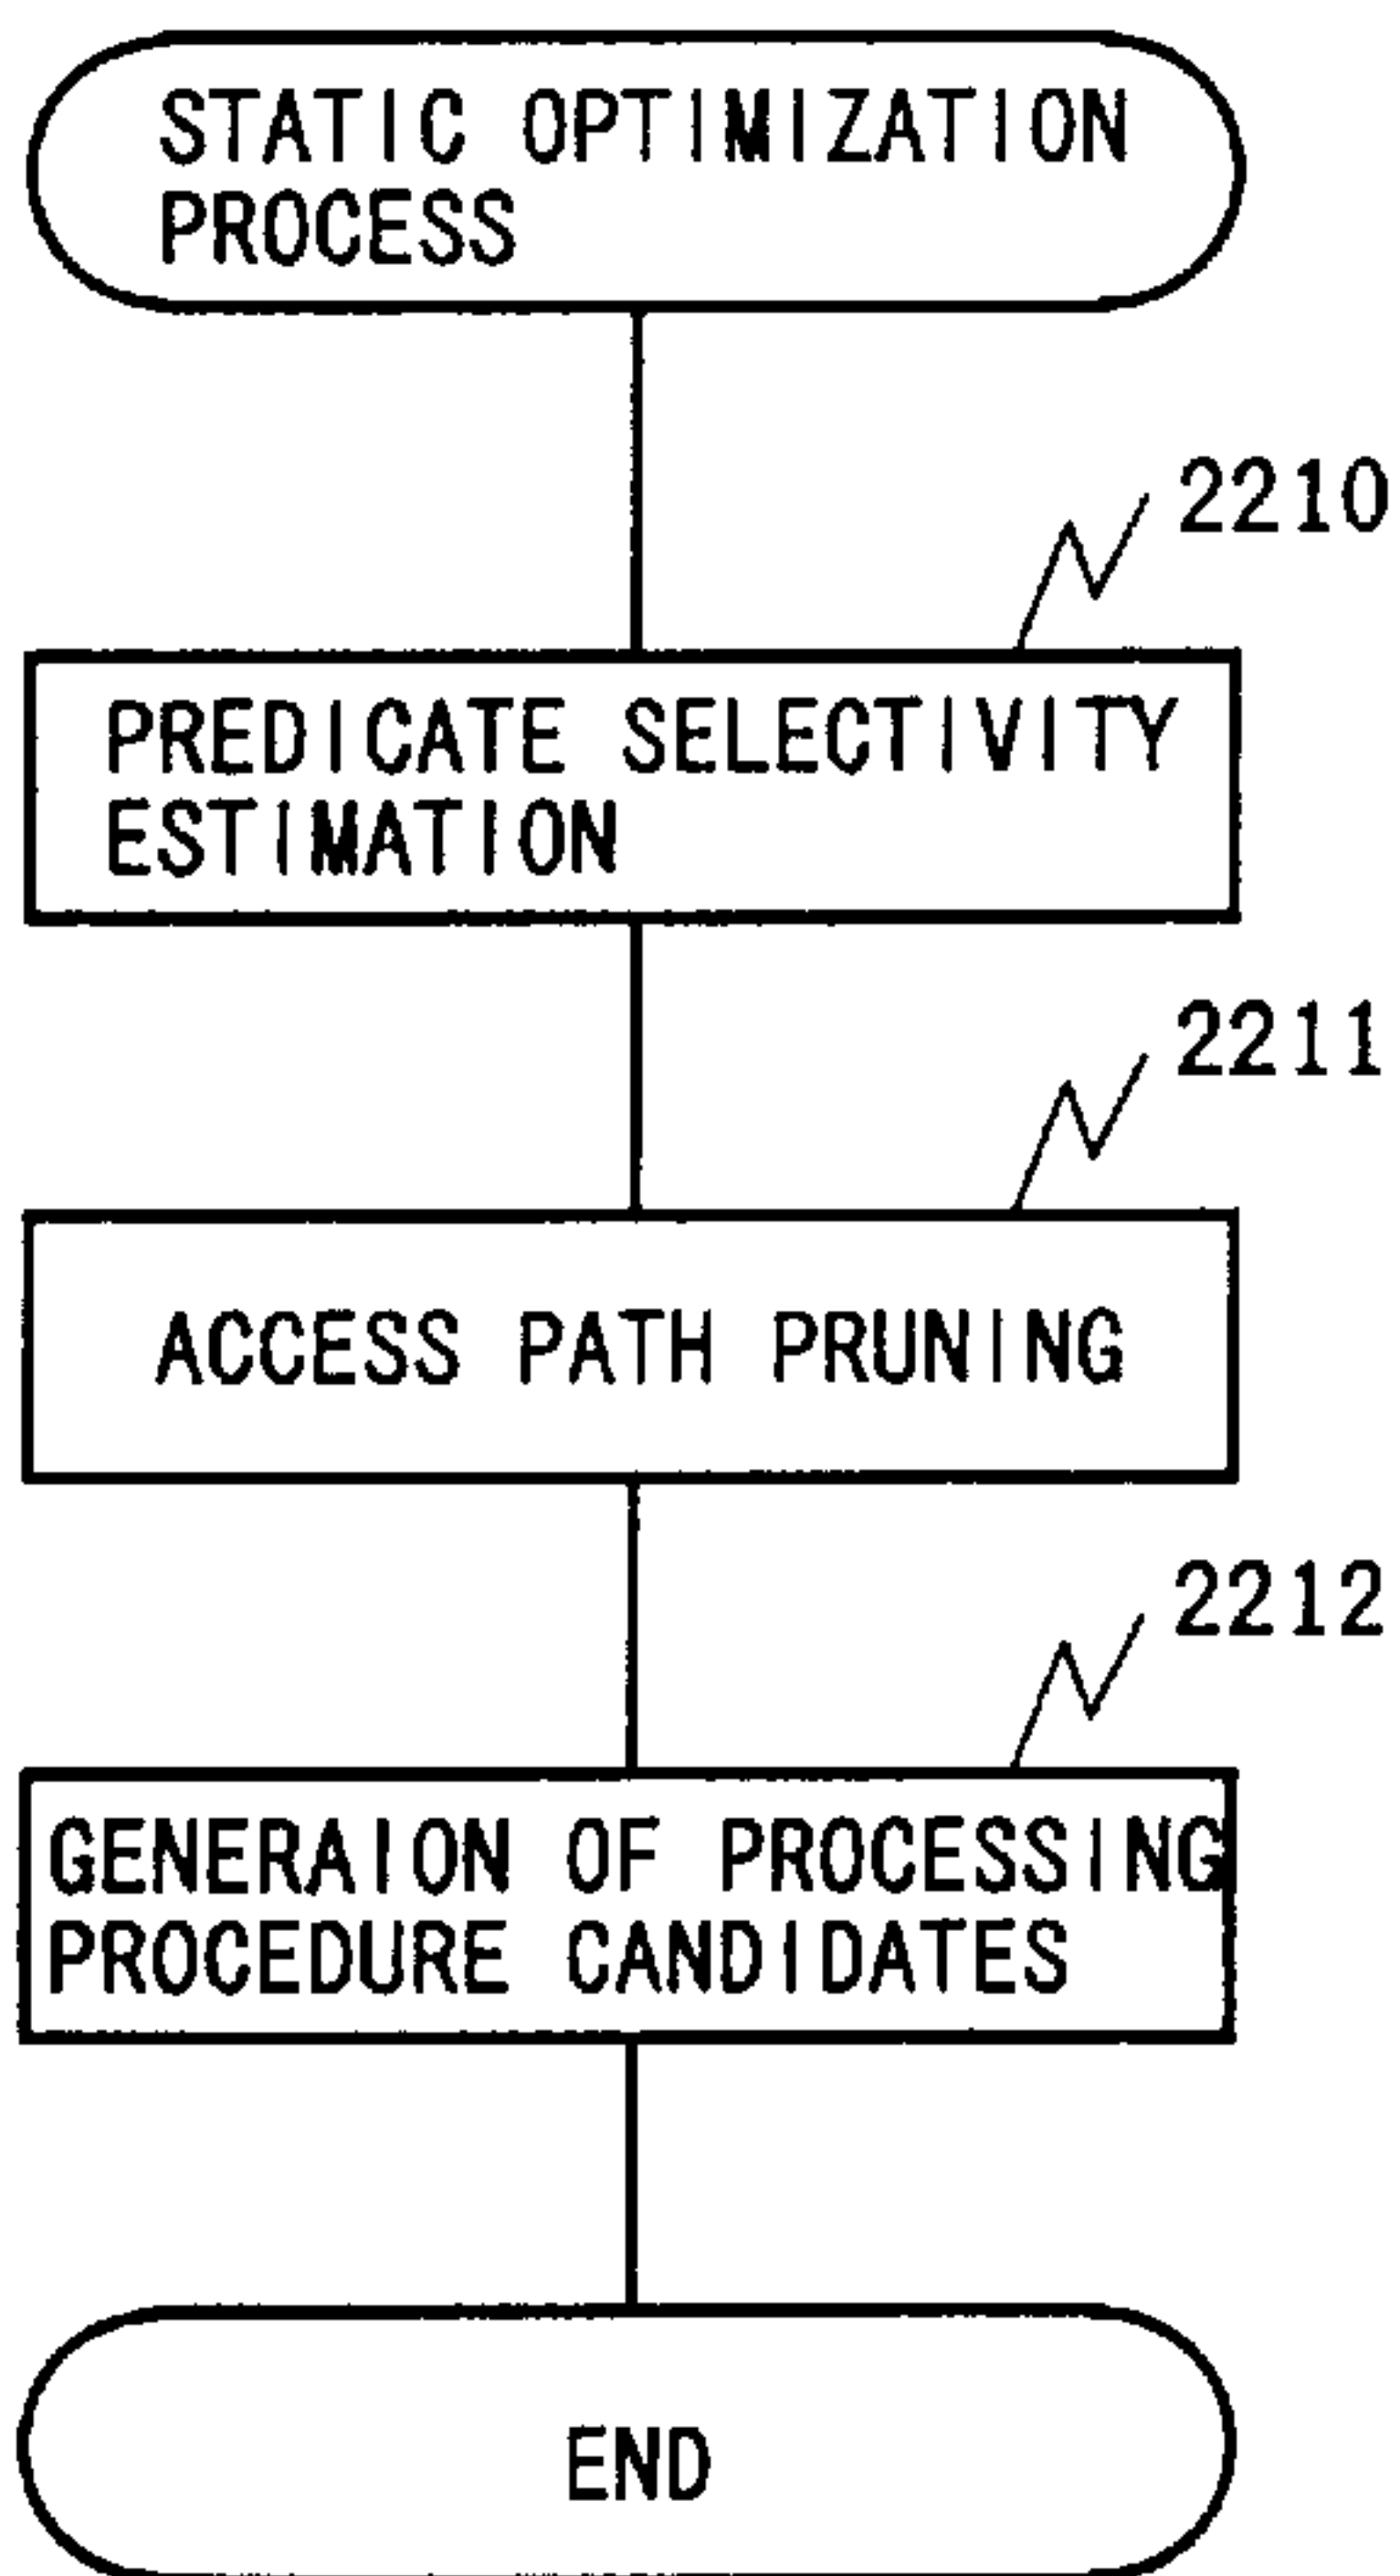 STATIC OPTIMIZATION
PROCESS
2210
PREDICATE SELECTIVITY
ESTIMATION
2211
ACCESS PATH PRUNING
2212
GENERAION OF PROCESSING
PROCEDURE CANDIDATES
END